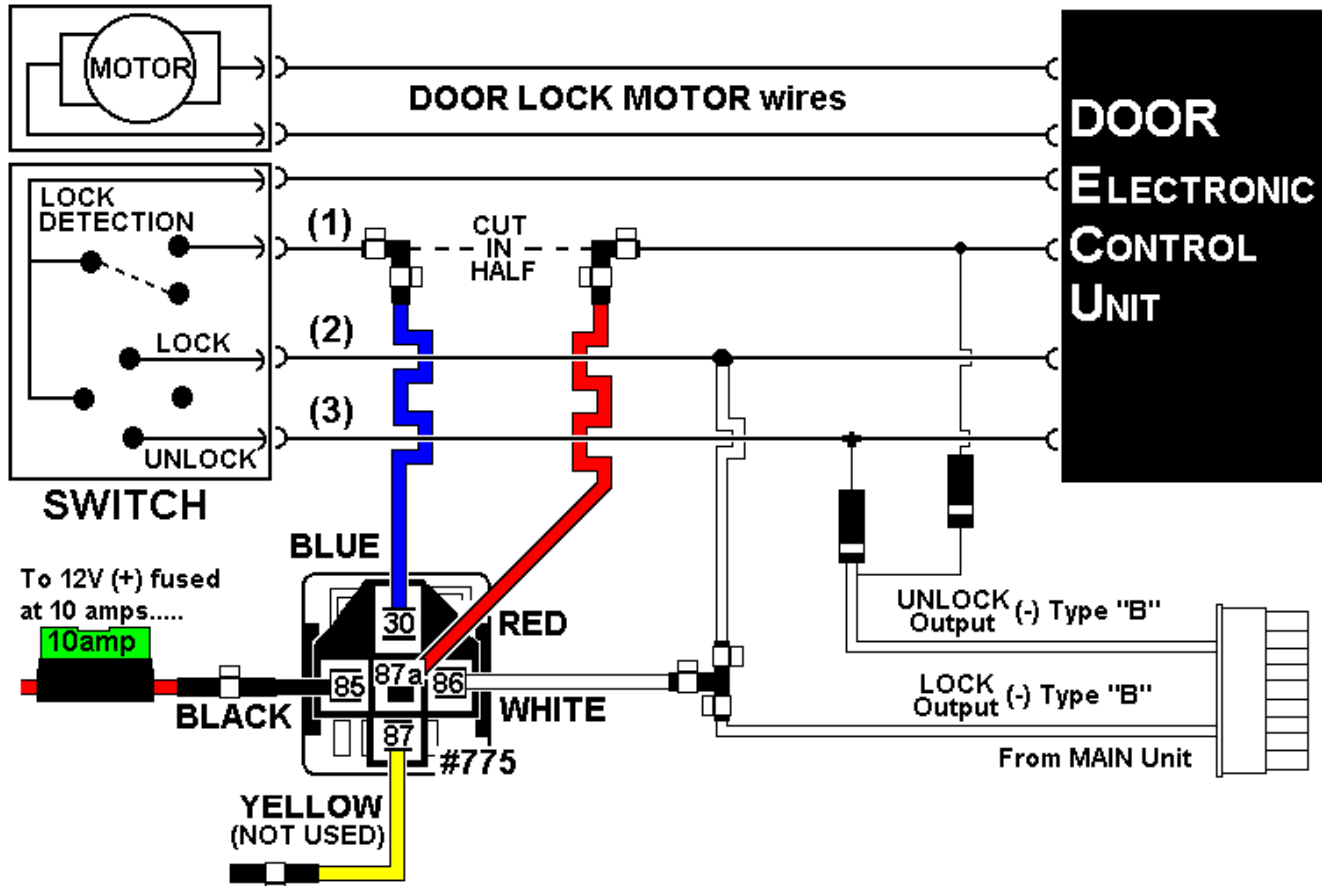 MOTOR
DOOR LOCK MOTOR wires
DOOR
ELECTRONIC
CONTROL
UNIT
LOCK
DETECTION
(1)
CUT
IN
HALF
LOCK
(2)
(3)
UNLOCK
SWITCH
BLUE
To 12V (+) fused
at 10 amps.....
10amp
30
RED
85
87a
86
BLACK
WHITE
87
#775
YELLOW
(NOT USED)
UNLOCK (-) Type "B"
Output
LOCK (-) Type "B"
Output
From MAIN Unit